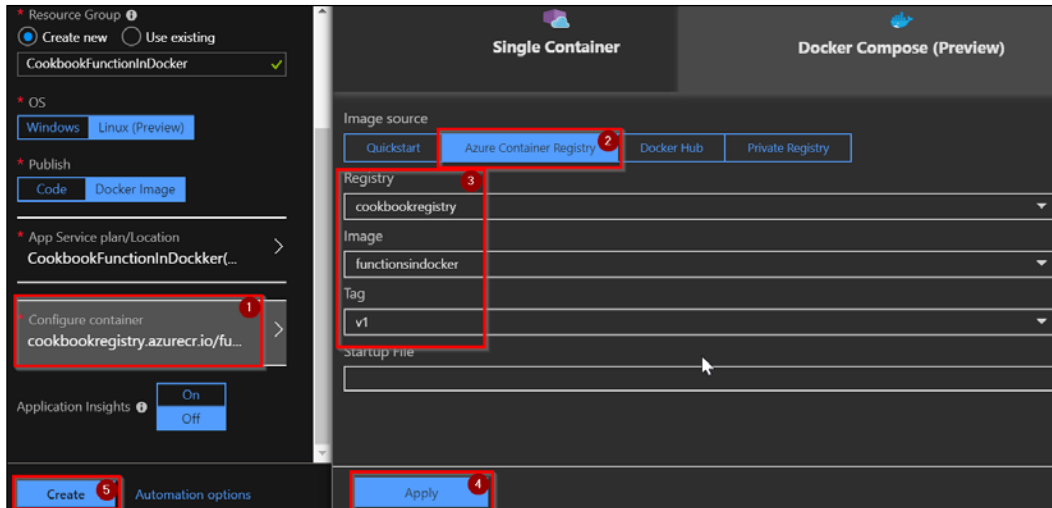 * Resource Group
Create new Use existing
CookbookFunctionInDocker
* OS
Windows Linux (Preview)
* Publish
Code Docker Image
* App Service plan/Location
CookbookFunctionInDockker(...
1
* Configure container
cookbookregistry.azurecr.io/fu...
Application Insights
On
Off
Create 5 Automation options
Single Container
Docker Compose (Preview)
Image source
Quickstart Azure Container Registry 2 Docker Hub Private Registry
Registry 3
cookbookregistry
Image
functionsindocker
Tag
v1
Startup File
Apply 4